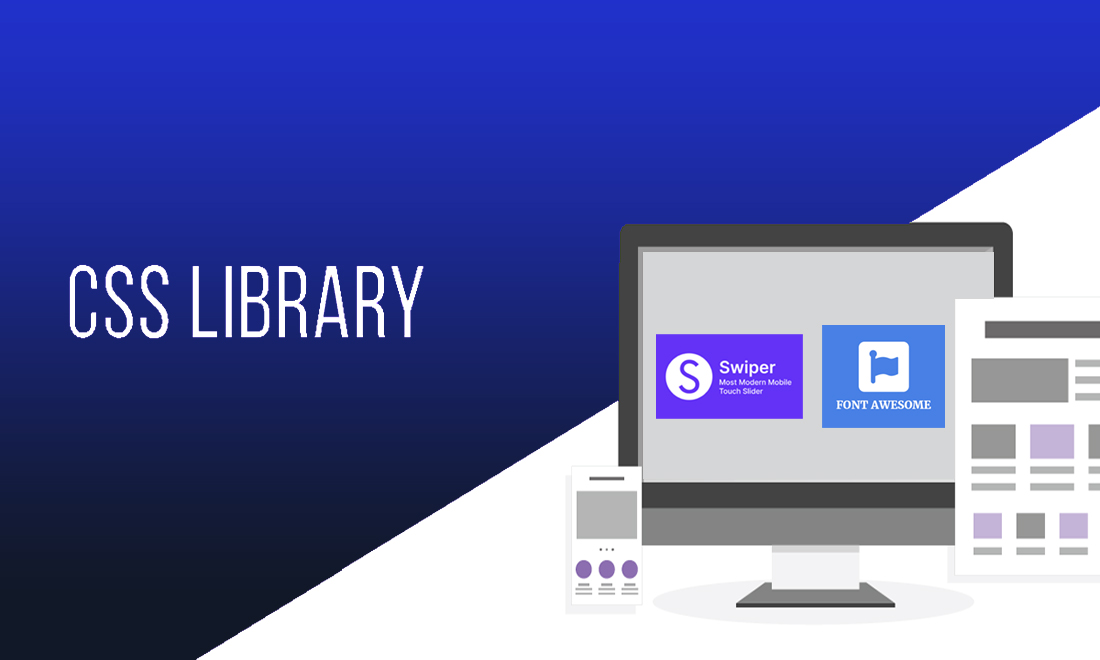 CSS LIBRARY
Swiper
Most Modern Mobile
Touch Slider
FONT AWESOME